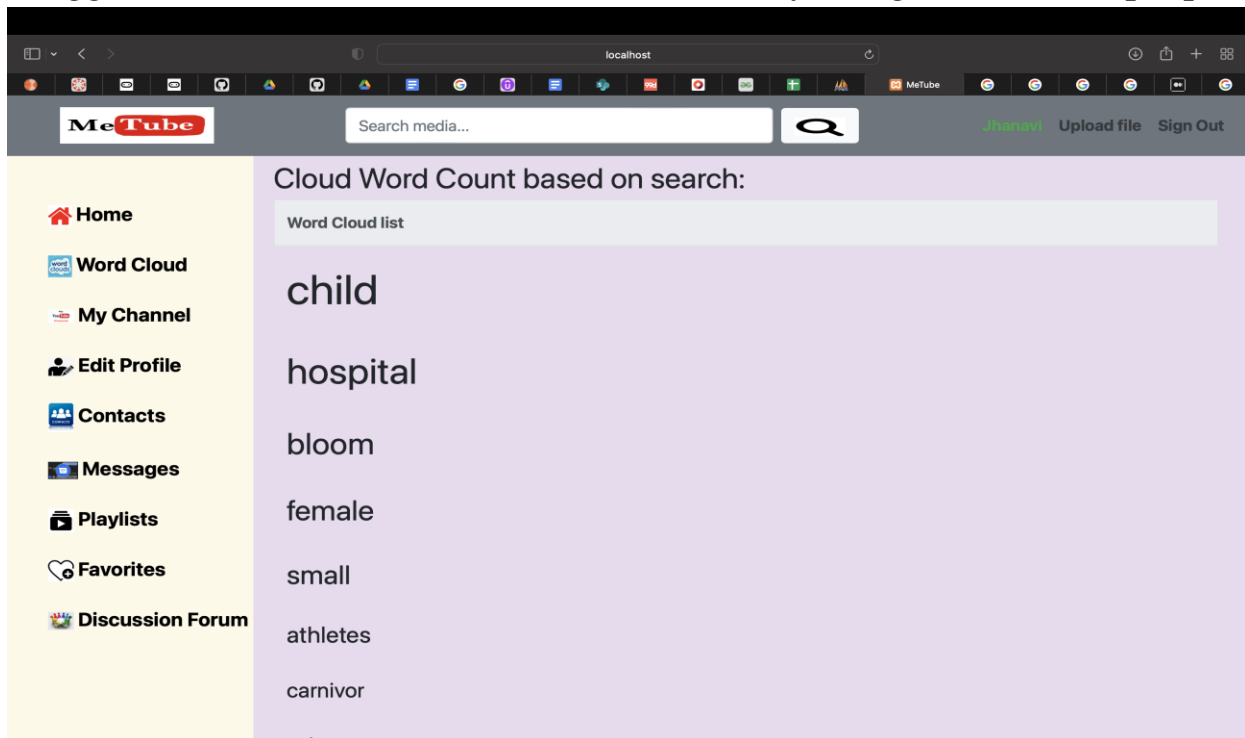 localhost
MeTube
MeTube
Search media...
Jhanavi Upload file Sign Out
Cloud Word Count based on search:
Home
Word Cloud list
Word Cloud
child
My Channel
Edit Profile
hospital
Contacts
bloom
Messages
female
Playlists
Favorites
small
Discussion Forum
athletes
carnivor